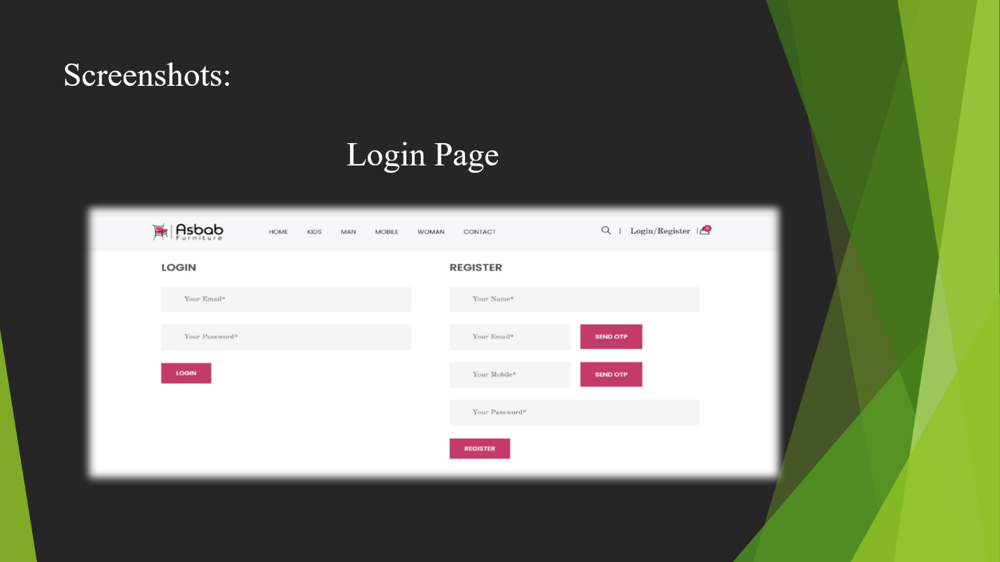 Screenshots:
Login Page
Asbab
Furniture
HOME KIDS MAN MOBILE WOMAN CONTACT
| Login/Register | 0
LOGIN
Your Email*
Your Password*
LOGIN
REGISTER
Your Name*
Your Email* SEND OTP
Your Mobile* SEND OTP
Your Password*
REGISTER